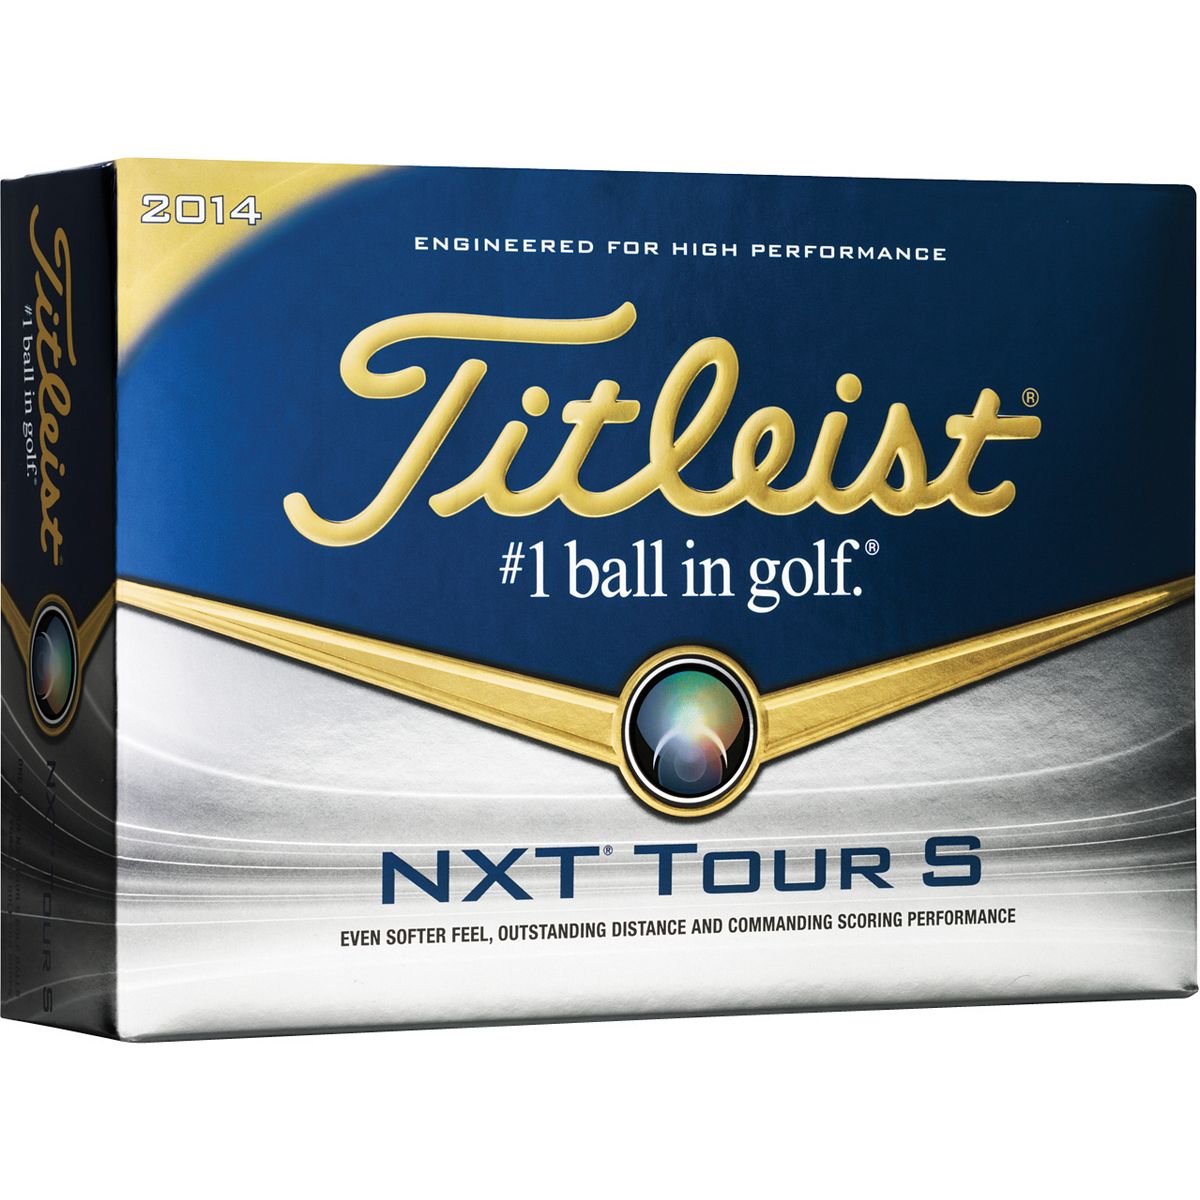 2014
ENGINEERED FOR HIGH PERFORMANCE
Titleist®
#1 ball in golf.®
NXT® TOUR S
EVEN SOFTER FEEL, OUTSTANDING DISTANCE AND COMMANDING SCORING PERFORMANCE
Titleist
#1 ball in golf.
NXT TOUR S